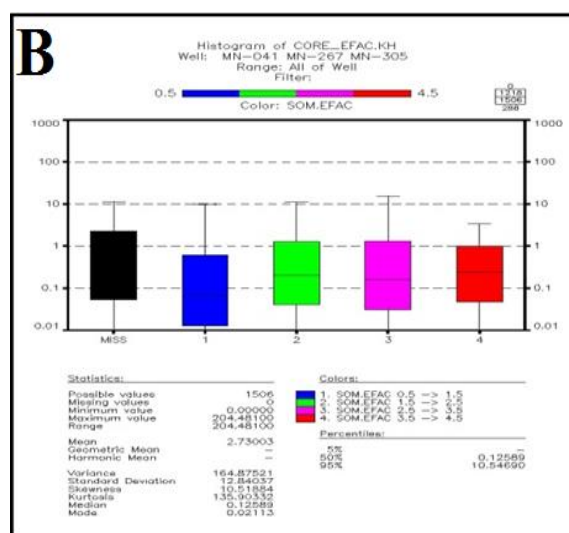 B
Histogram of CORE_EFAC.KH
Well: MN-041 MN-267 MN-305
Range: All of Well
Filter:
0.5 4.5
Color: SOM.EFAC
0
1218
1506
288
1000 1000
100 100
10 10
1 1
0.1 0.1
0.01 0.01
MISS 1 2 3 4
Statistics:
Possible values 1506
Missing values 0
Minimum value 0.00000
Maximum value 204.48100
Range 204.48100
Mean 2.73003
Geometric Mean –
Harmonic Mean –
Variance 164.87521
Standard Deviation 12.84037
Skewness 10.51884
Kurtosis 135.90332
Median 0.12589
Mode 0.02113
Colors:
1. SOM.EFAC 0.5 –> 1.5
2. SOM.EFAC 1.5 –> 2.5
3. SOM.EFAC 2.5 –> 3.5
4. SOM.EFAC 3.5 –> 4.5
Percentiles:
5% –
50% 0.12589
95% 10.54690